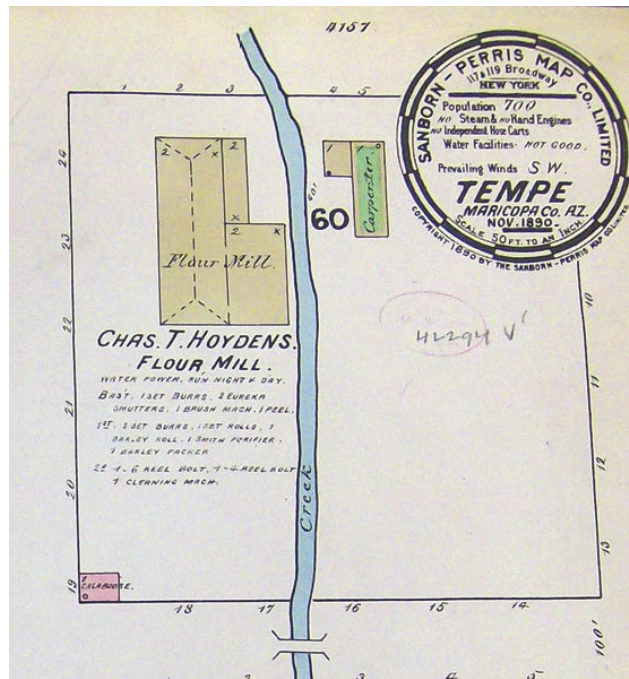 4157
1 2 3 4 5
SANBORN - PERRIS MAP CO., LIMITED
117 & 119 Broadway
NEW YORK
Population 700
NO Steam & no Hand Engines
no Independent Hose Carts
Water Facilities - NOT GOOD.
Prevailing Winds S.W.
TEMPE
MARICOPA Co. AZ.
NOV. 1890-
SCALE 50 FT. TO AN INCH.
COPYRIGHT 1890 BY THE SANBORN - PERRIS MAP CO LIMITED
24
2 x 2
1
Carpenter.
60
x
2 x
23
Flour Mill.
10
22
CHAS. T. HOYDENS.
FLOUR, MILL.
42294 V'
WATER POWER, RUN NIGHT & DAY.
BAST. 1 SET BURRS, 2 EUREKA
SMUTTERS, 1 BRUSH MACH. 1 PEEL.
11
21
1ST. 2 SET BURRS, 1 SET ROLLS, 1
BARLEY ROLL, 1 SMITH PURIFIER,
1 BARLEY PACKER
12
20
2D 1 - 6 REEL BOLT, 1 - 4 REEL BOLT
1 CLEANING MACH.
Creek
13
19
1
CALABOOSE.
18 17 16 15 14
100'
2 3 4 5